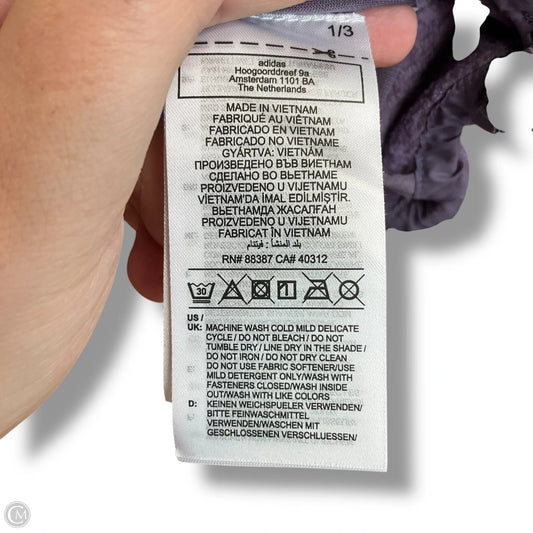 1/3
adidas
Hoogoorddreef 9a
Amsterdam 1101 BA
The Netherlands
MADE IN VIETNAM
FABRIQUÉ AU VIÊTNAM
FABRICADO EN VIETNAM
FABRICADO NO VIETNAME
GYÁRTVA: VIETNÁM
ПРОИЗВЕДЕНО ВЪВ ВИЕТНАМ
СДЕЛАНО ВО ВЬЕТНАМЕ
PROIZVEDENO U VIJETNAMU
VİETNAM'DA İMAL EDİLMİŞTİR.
ВЬЕТНАМДА ЖАСАЛҒАН
PROIZVEDENO U VIJETNAMU
FABRICAT ÎN VIETNAM
بلد المنشأ : فيتنام
RN# 88387 CA# 40312
30
US /
UK: MACHINE WASH COLD MILD DELICATE
CYCLE / DO NOT BLEACH / DO NOT
TUMBLE DRY / LINE DRY IN THE SHADE /
DO NOT IRON / DO NOT DRY CLEAN
DO NOT USE FABRIC SOFTENER/USE
MILD DETERGENT ONLY/WASH WITH
FASTENERS CLOSED/WASH INSIDE
OUT/WASH WITH LIKE COLORS
D: KEINEN WEICHSPUELER VERWENDEN/
BITTE FEINWASCHMITTEL
VERWENDEN/WASCHEN MIT
GESCHLOSSENEN VERSCHLUESSEN/
CM